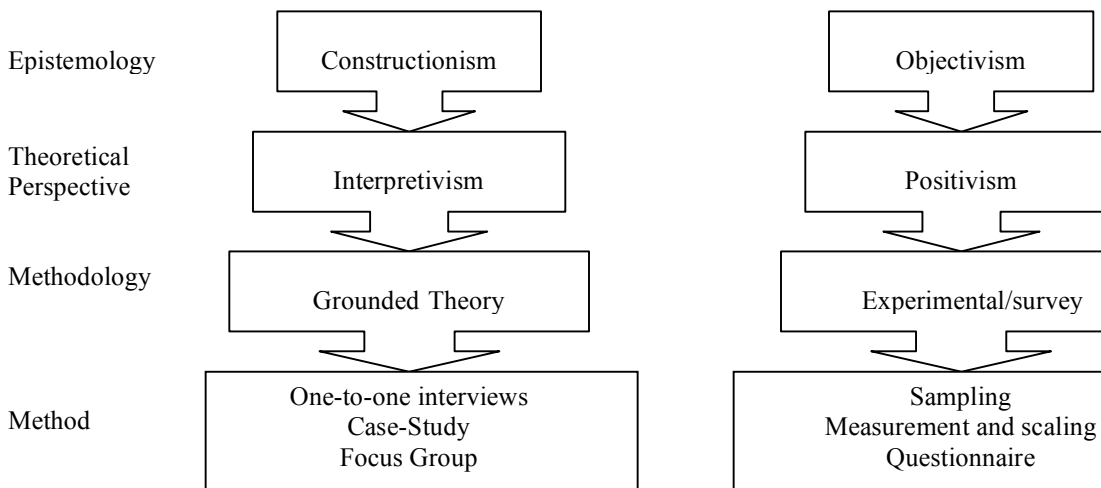 Epistemology
Constructionism
Objectivism
Theoretical
Perspective
Interpretivism
Positivism
Methodology
Grounded Theory
Experimental/survey
Method
One-to-one interviews
Case-Study
Focus Group
Sampling
Measurement and scaling
Questionnaire